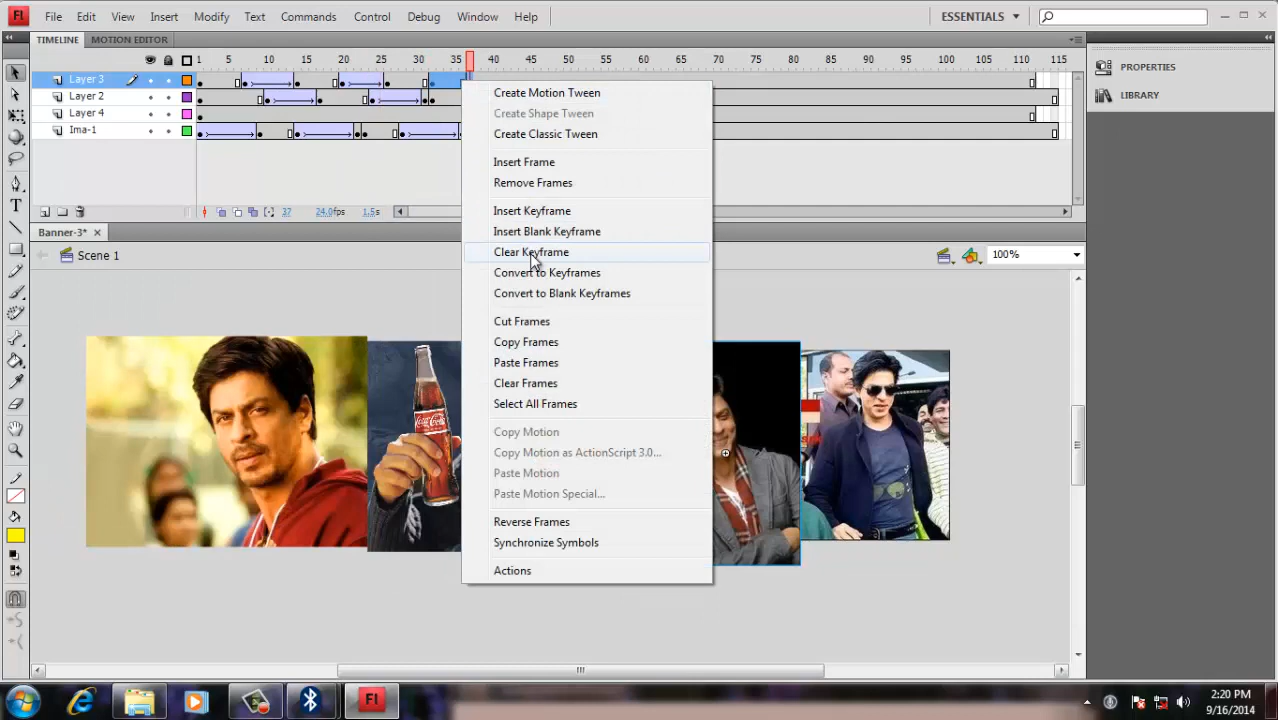 Fl File Edit View Insert Modify Text Commands Control Debug Window Help ESSENTIALS
TIMELINE MOTION EDITOR
1 5 10 15 20 25 30 35 40 45 50 55 60 65 70 75 80 85 90 95 100 105 110 115
PROPERTIES
LIBRARY
Layer 3
Layer 2
Layer 4
Ima-1
37 24.0fps 1.5s
Banner-3*
Scene 1 100%
Create Motion Tween
Create Shape Tween
Create Classic Tween
Insert Frame
Remove Frames
Insert Keyframe
Insert Blank Keyframe
Clear Keyframe
Convert to Keyframes
Convert to Blank Keyframes
Cut Frames
Copy Frames
Paste Frames
Clear Frames
Select All Frames
Copy Motion
Copy Motion as ActionScript 3.0...
Paste Motion
Paste Motion Special...
Reverse Frames
Synchronize Symbols
Actions
Coca-Cola
Fl
2:20 PM
9/16/2014